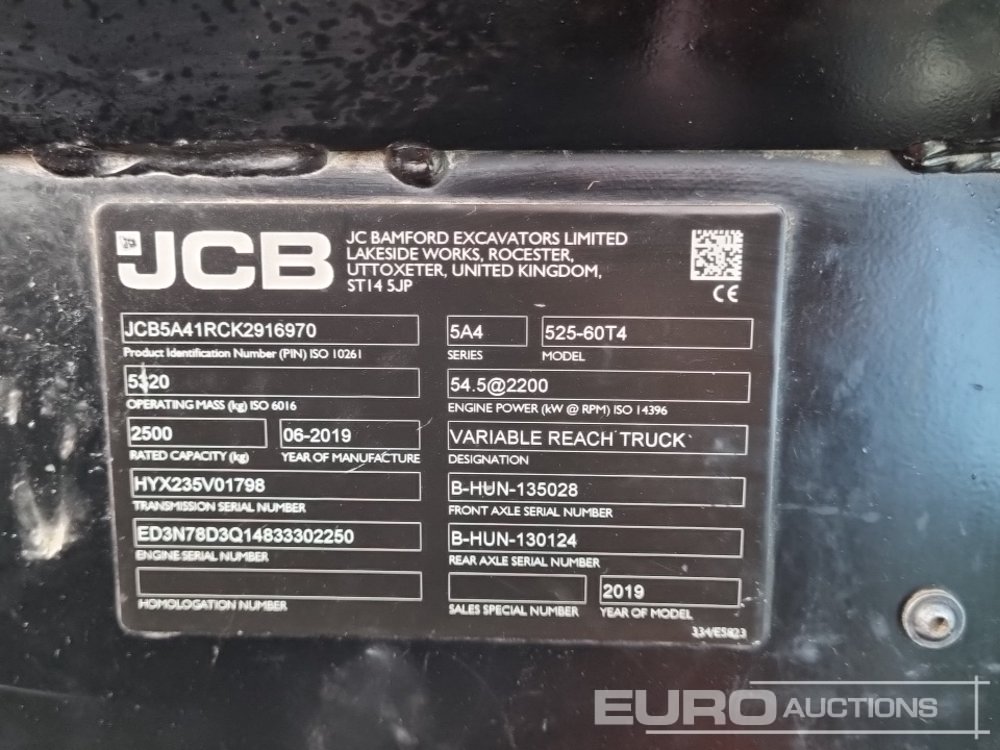 JCB
JC BAMFORD EXCAVATORS LIMITED
LAKESIDE WORKS, ROCESTER,
UTTOXETER, UNITED KINGDOM,
ST14 5JP
CE
JCB5A41RCK2916970
Product Identification Number (PIN) ISO 10261
5A4
SERIES
525-60T4
MODEL
5320
OPERATING MASS (kg) ISO 6016
54.5@2200
ENGINE POWER (kW @ RPM) ISO 14396
2500
RATED CAPACITY (kg)
06-2019
YEAR OF MANUFACTURE
VARIABLE REACH TRUCK
DESIGNATION
HYX235V01798
TRANSMISSION SERIAL NUMBER
B-HUN-135028
FRONT AXLE SERIAL NUMBER
ED3N78D3Q14833302250
ENGINE SERIAL NUMBER
B-HUN-130124
REAR AXLE SERIAL NUMBER
HOMOLOGATION NUMBER
SALES SPECIAL NUMBER
2019
YEAR OF MODEL
334/E5823
EURO AUCTIONS